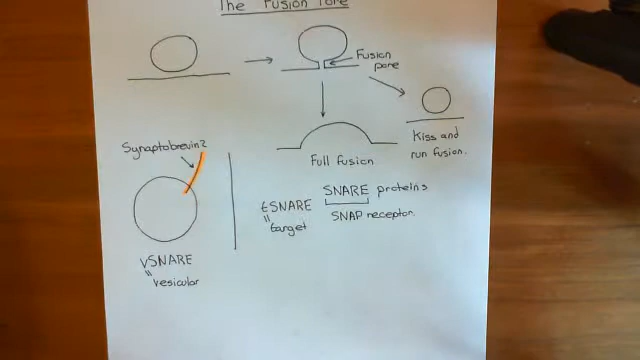 The Fusion Pore
Fusion
pore
Kiss and
run fusion.
Full fusion
Synaptobrevin2
SNARE proteins
SNAP receptor.
tSNARE
target
vSNARE
vesicular